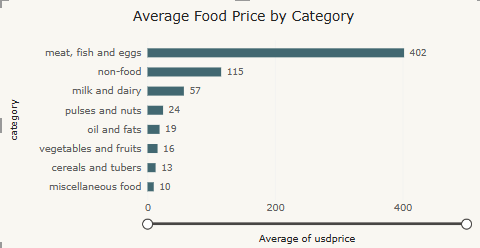 Average Food Price by Category
category
meat, fish and eggs 402
non-food 115
milk and dairy 57
pulses and nuts 24
oil and fats 19
vegetables and fruits 16
cereals and tubers 13
miscellaneous food 10
0 200 400
Average of usdprice